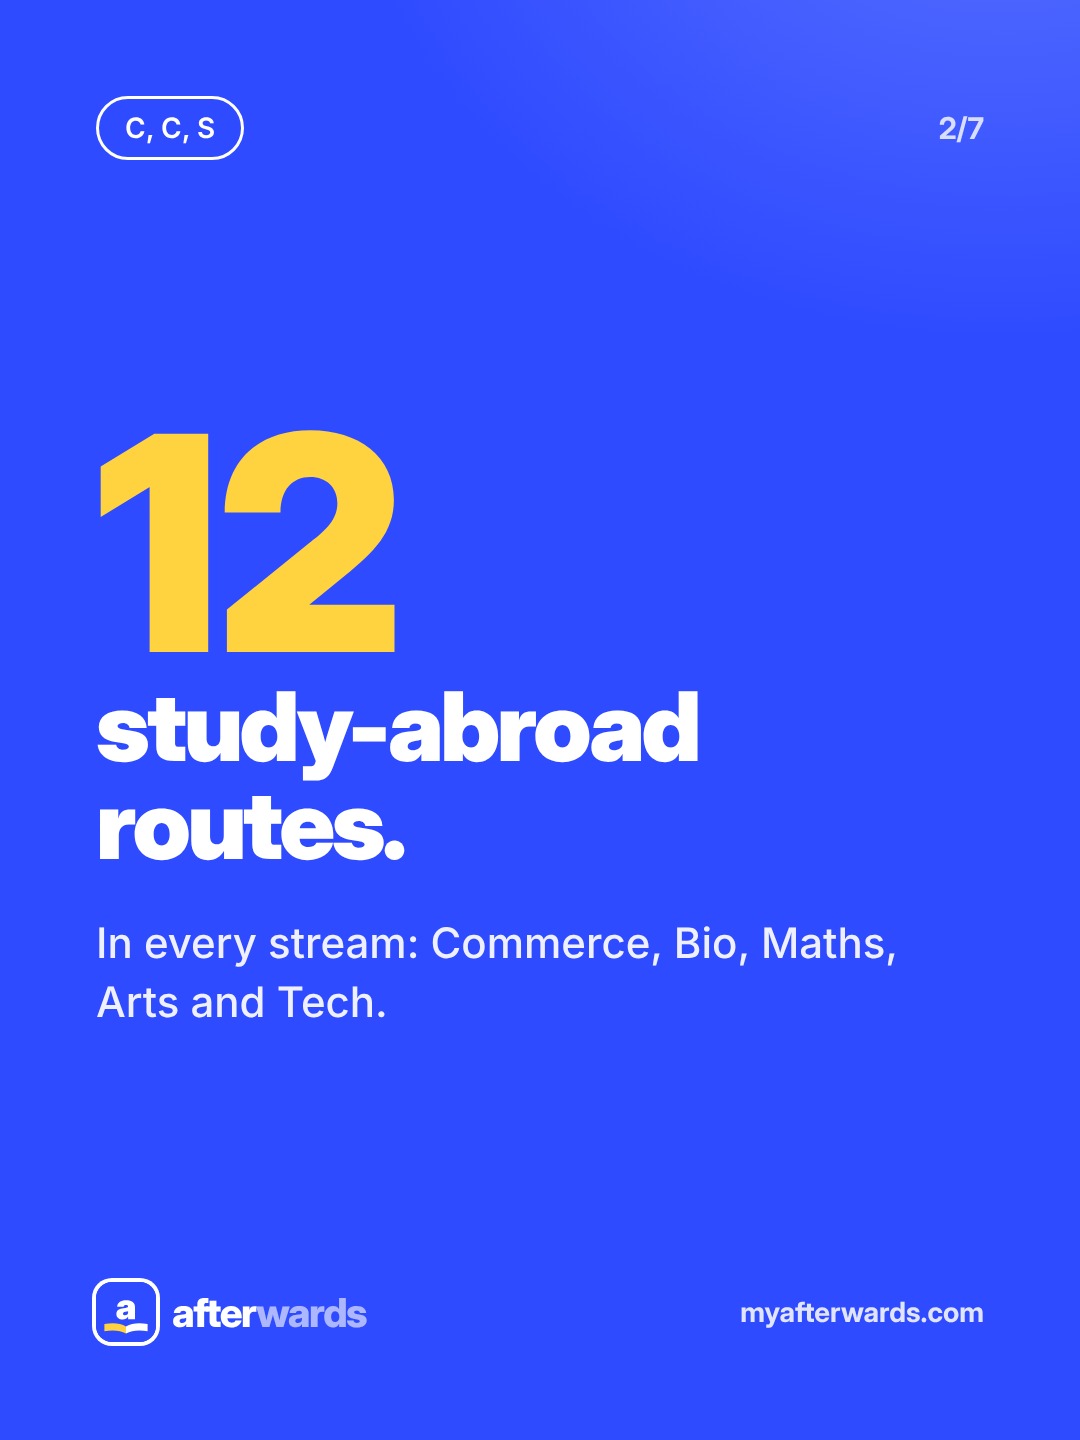 C, C, S
2/7
12
study-abroad
routes.
In every stream: Commerce, Bio, Maths,
Arts and Tech.
a
afterwards
myafterwards.com